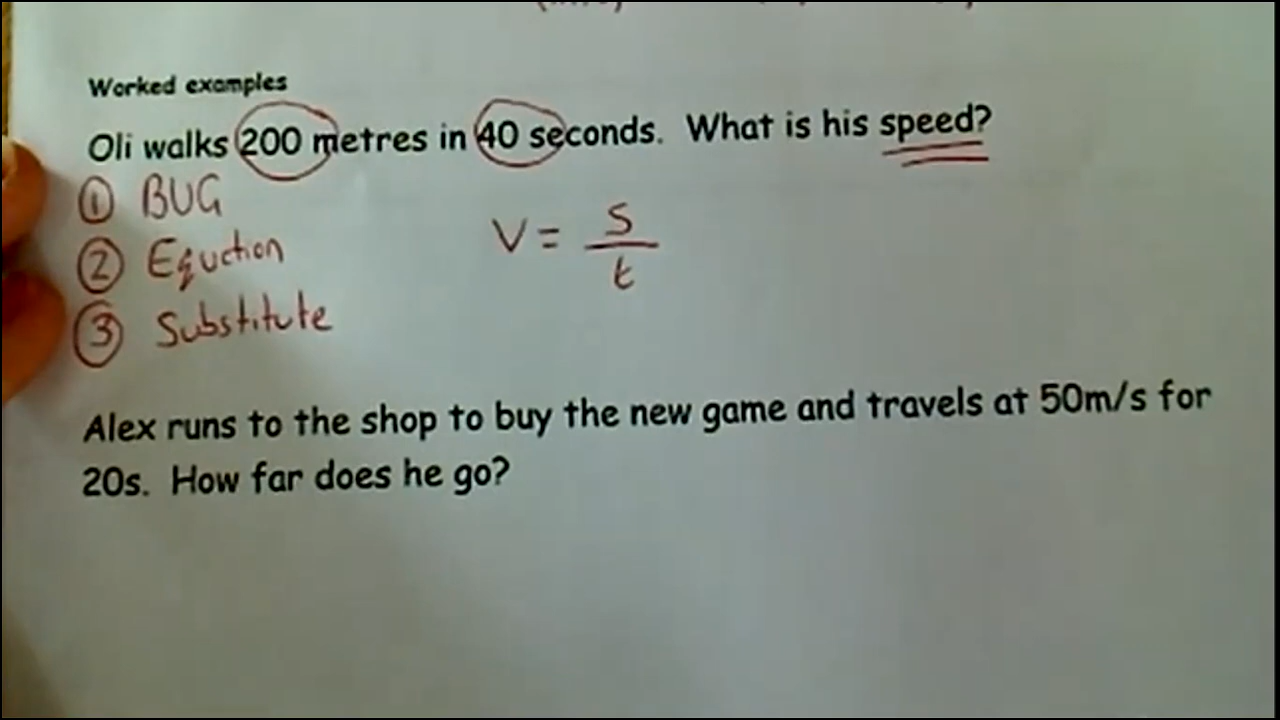 Worked examples
Oli walks 200 metres in 40 seconds. What is his speed?
① BUG
② Equction
③ Substitute
V = s/t
Alex runs to the shop to buy the new game and travels at 50m/s for
20s. How far does he go?